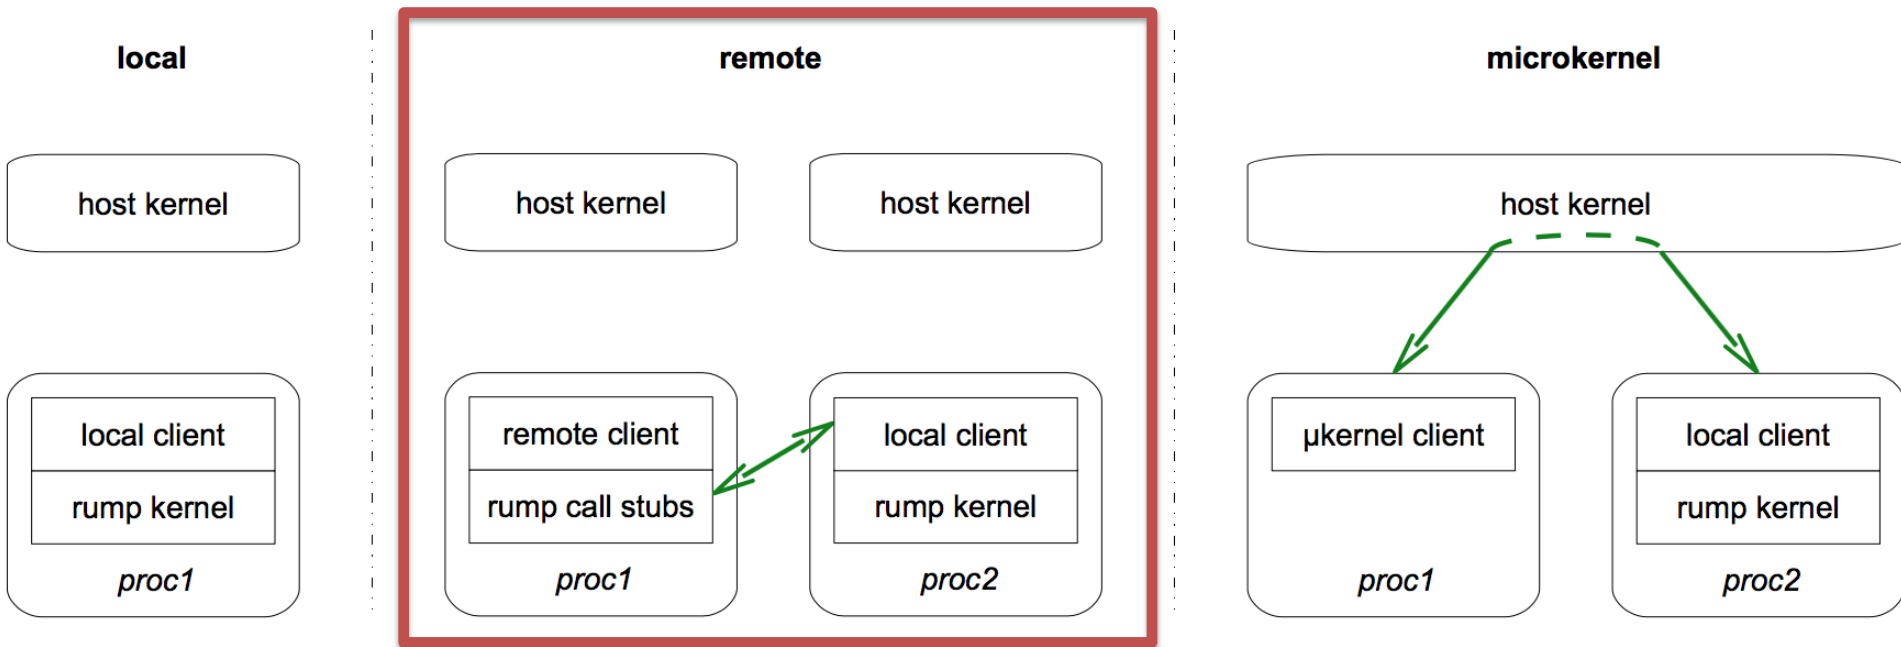 local
host kernel
local client
rump kernel
proc1
remote
host kernel
host kernel
remote client
rump call stubs
proc1
local client
rump kernel
proc2
microkernel
host kernel
µkernel client
proc1
local client
rump kernel
proc2